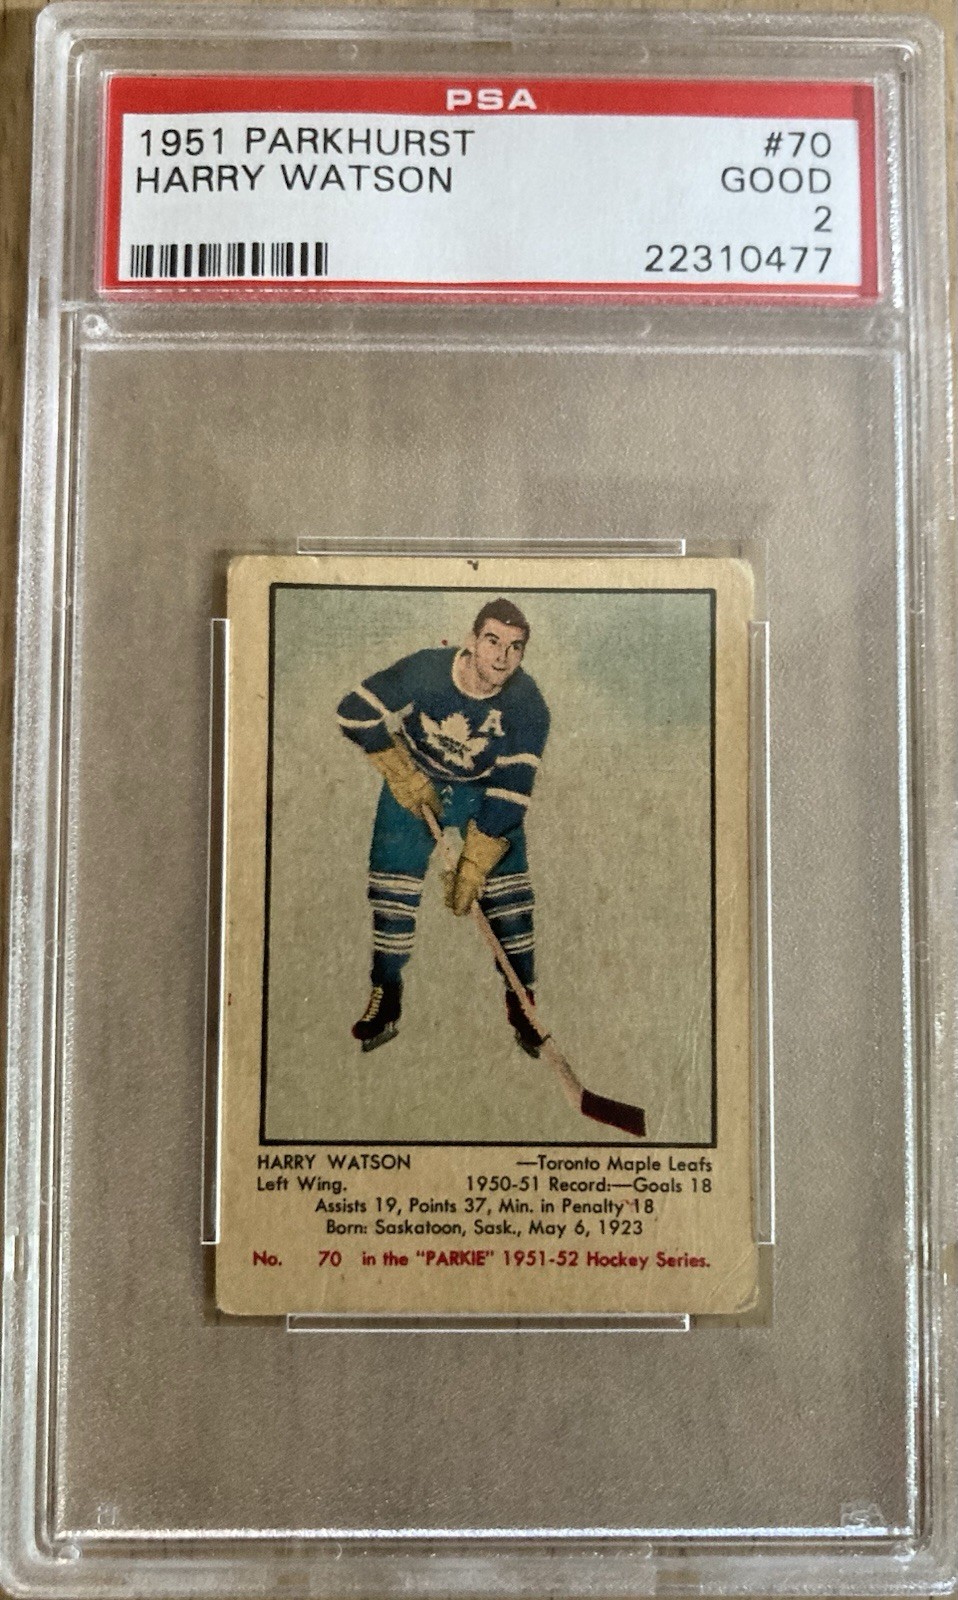 PSA
1951 PARKHURST #70
HARRY WATSON GOOD
2
22310477
A
HARRY WATSON —Toronto Maple Leafs
Left Wing. 1950-51 Record:—Goals 18
Assists 19, Points 37, Min. in Penalty 18
Born: Saskatoon, Sask., May 6, 1923
No. 70 in the "PARKIE" 1951-52 Hockey Series.
PSA